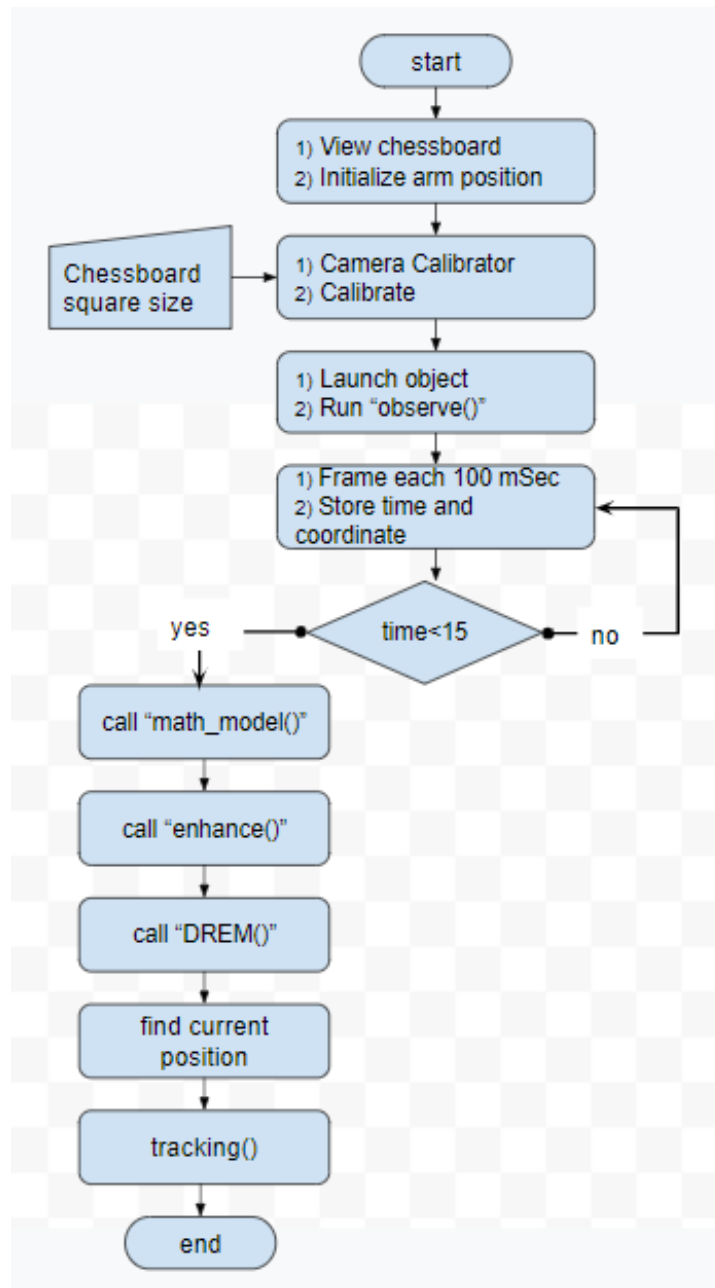 start
1) View chessboard
2) Initialize arm position
Chessboard
square size
1) Camera Calibrator
2) Calibrate
1) Launch object
2) Run “observe()”
1) Frame each 100 mSec
2) Store time and
coordinate
time<15
yes
no
call “math_model()”
call “enhance()”
call “DREM()”
find current
position
tracking()
end